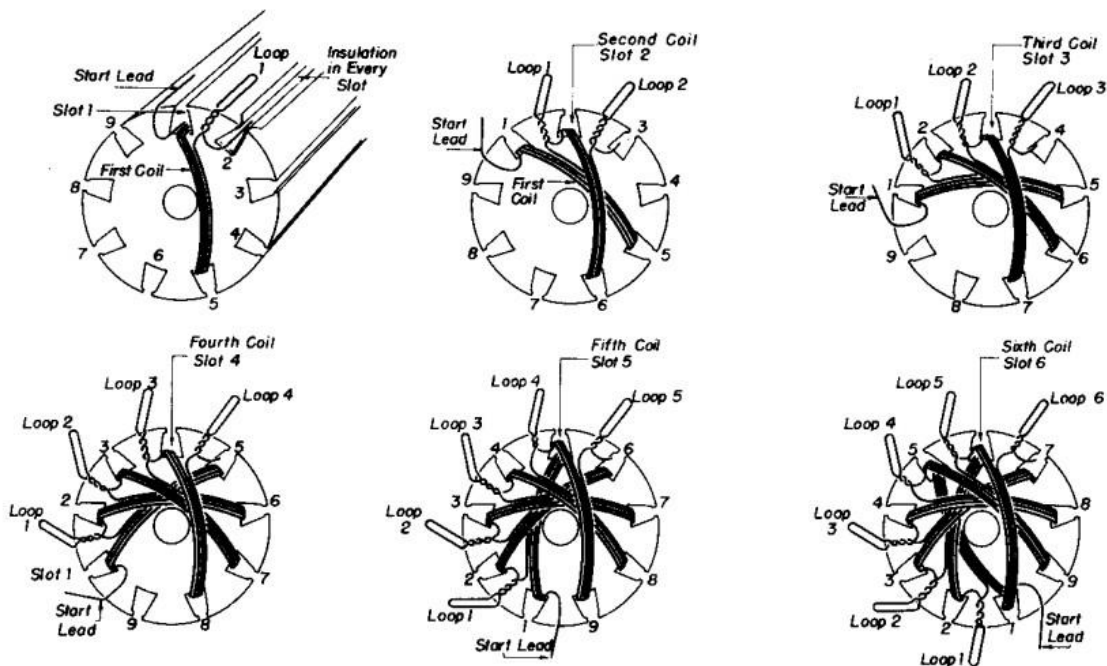 Start Lead
Loop
1
Insulation
in Every
Slot
Slot 1
9
2
First Coil
8
3
7
6
4
5
Second Coil
Slot 2
Loop 1
Loop 2
Start
Lead
1
3
9
First
Coil
4
8
5
7
6
Third Coil
Slot 3
Loop 2
Loop 3
Loop 1
2
4
1
5
Start
Lead
9
6
8
7
Fourth Coil
Slot 4
Loop 3
Loop 4
Loop 2
3
5
2
6
Loop
1
Slot 1
7
Start
Lead
9
8
Fifth Coil
Slot 5
Loop 4
Loop 5
Loop 3
4
6
3
7
Loop
2
2
8
Loop 1
1
9
Start Lead
Sixth Coil
Slot 6
Loop 5
Loop 6
Loop 4
5
7
4
8
Loop
3
3
9
Loop 2
2
1
Start
Lead
Loop 1